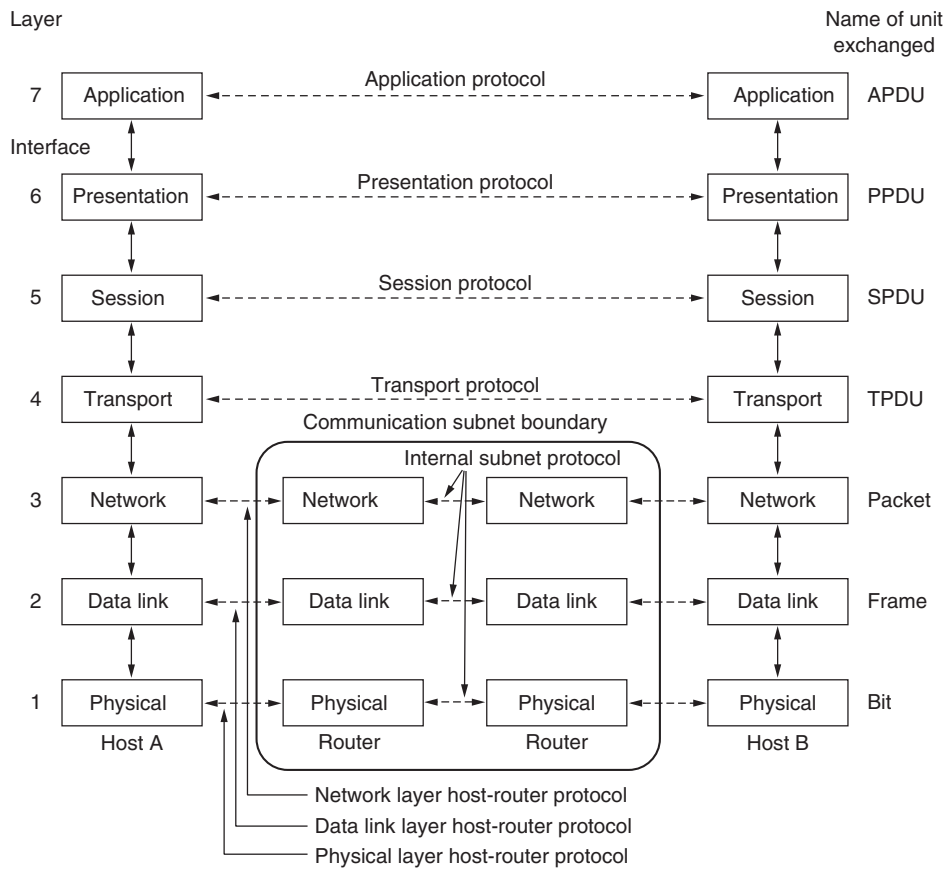 Layer
Name of unit
exchanged
Application protocol
7 Application Application APDU
Interface
Presentation protocol
6 Presentation Presentation PPDU
Session protocol
5 Session Session SPDU
Transport protocol
4 Transport Transport TPDU
Communication subnet boundary
Internal subnet protocol
3 Network Network Network Network Packet
2 Data link Data link Data link Data link Frame
1 Physical Physical Physical Physical Bit
Host A Router Router Host B
Network layer host-router protocol
Data link layer host-router protocol
Physical layer host-router protocol